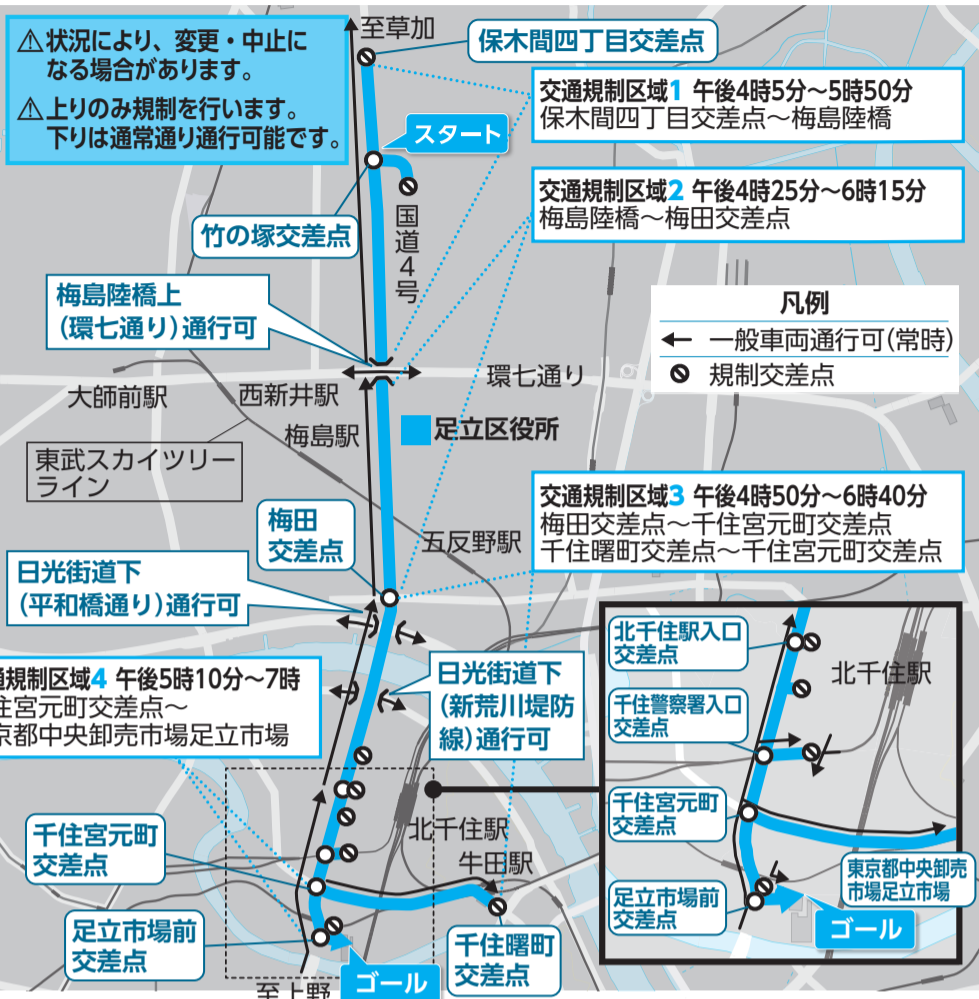 ⚠状況により、変更・中止に
なる場合があります。
⚠上りのみ規制を行います。
下りは通常通り通行可能です。
至草加
保木間四丁目交差点
交通規制区域1 午後4時5分～5時50分
保木間四丁目交差点～梅島陸橋
スタート
交通規制区域2 午後4時25分～6時15分
梅島陸橋～梅田交差点
竹の塚交差点
国道4号
梅島陸橋上
（環七通り）通行可
凡例
一般車両通行可（常時）
規制交差点
環七通り
大師前駅
西新井駅
梅島駅
足立区役所
東武スカイツリー
ライン
交通規制区域3 午後4時50分～6時40分
梅田交差点～千住宮元町交差点
千住曙町交差点～千住宮元町交差点
梅田
交差点
五反野駅
日光街道下
（平和橋通り）通行可
通規制区域4 午後5時10分～7時
住宮元町交差点～
京都中央卸売市場足立市場
日光街道下
（新荒川堤防
線）通行可
北千住駅
牛田駅
千住宮元町
交差点
足立市場前
交差点
千住曙町
交差点
ゴール
至上野
北千住駅入口
交差点
北千住駅
千住警察署入口
交差点
千住宮元町
交差点
足立市場前
交差点
東京都中央卸売
市場足立市場
ゴール